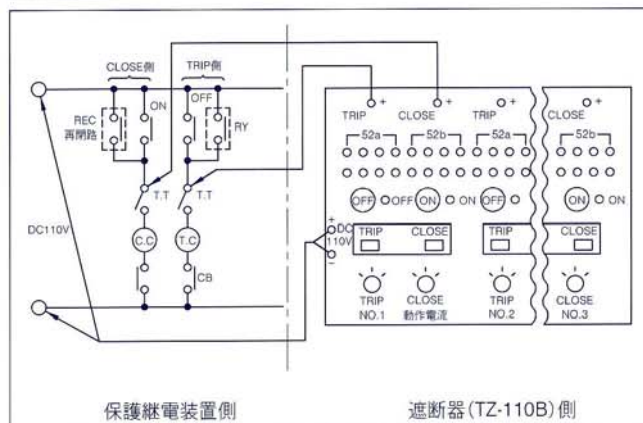 CLOSE側
TRIP側
ON
OFF
REC
再閉路
RY
T.T
T.T
C.C
T.C
CB
DC110V
保護継電装置側
+
+
+
+
TRIP
CLOSE
TRIP
CLOSE
52a
52b
52a
52b
OFF
OFF
ON
ON
OFF
ON
ON
+
DC
110V
−
TRIP
CLOSE
TRIP
CLOSE
TRIP
NO.1
CLOSE
動作電流
TRIP
NO.2
CLOSE
NO.3
遮断器(TZ-110B)側